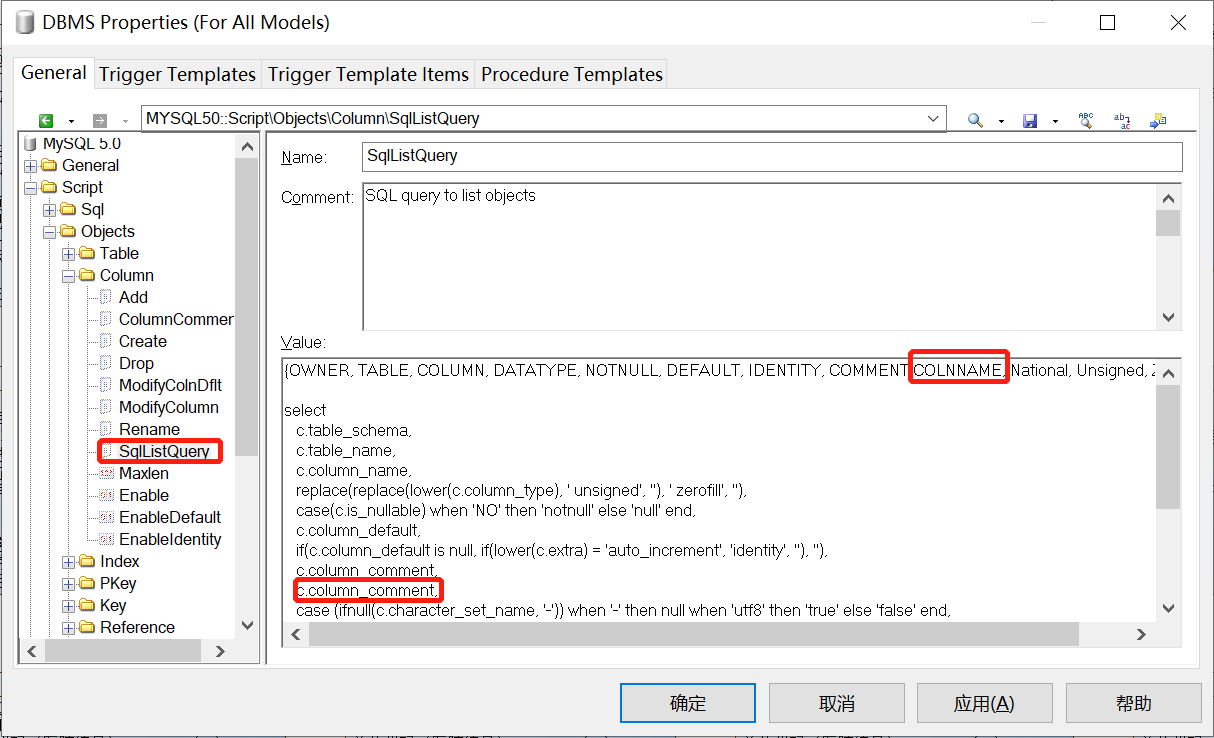 DBMS Properties (For All Models)
General
Trigger Templates
Trigger Template Items
Procedure Templates
MYSQL50::Script\Objects\Column\SqlListQuery
MySQL 5.0
General
Script
Sql
Objects
Table
Column
Add
ColumnCommer
Create
Drop
ModifyColnDflt
ModifyColumn
Rename
SqlListQuery
Maxlen
Enable
EnableDefault
EnableIdentity
Index
PKey
Key
Reference
Name:
SqlListQuery
Comment:
SQL query to list objects
Value:
{OWNER, TABLE, COLUMN, DATATYPE, NOTNULL, DEFAULT, IDENTITY, COMMENT,COLNNAME, National, Unsigned,
select
c.table_schema,
c.table_name,
c.column_name,
replace(replace(lower(c.column_type), ' unsigned', ''), ' zerofill', ''),
case(c.is_nullable) when 'NO' then 'notnull' else 'null' end,
c.column_default,
if(c.column_default is null, if(lower(c.extra) = 'auto_increment', 'identity', ''), ''),
c.column_comment,
c.column_comment,
case (ifnull(c.character_set_name, '-')) when '-' then null when 'utf8' then 'true' else 'false' end,
确定
取消
应用(A)
帮助